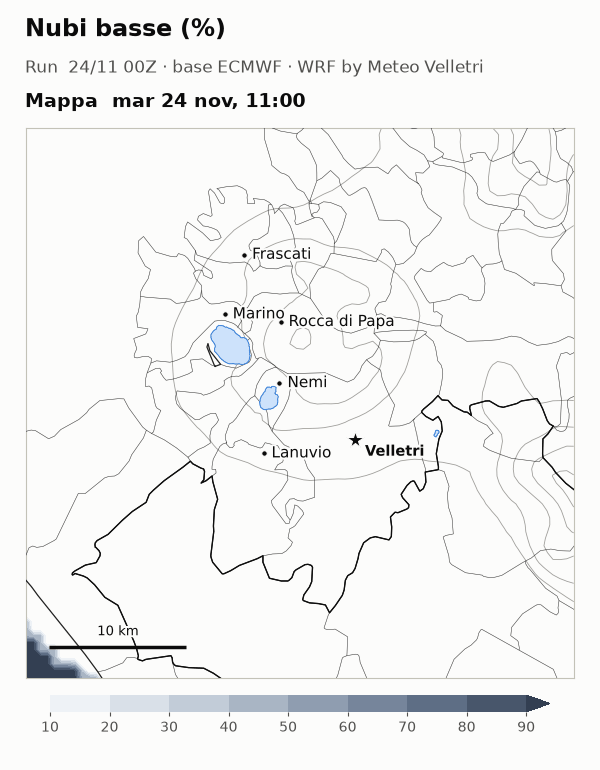 Nubi basse (%)
Run  24/11 00Z · base ECMWF · WRF by Meteo Velletri
Mappa  mar 24 nov, 11:00
Frascati
Marino
Rocca di Papa
Nemi
Velletri
Lanuvio
10 km
10 20 30 40 50 60 70 80 90